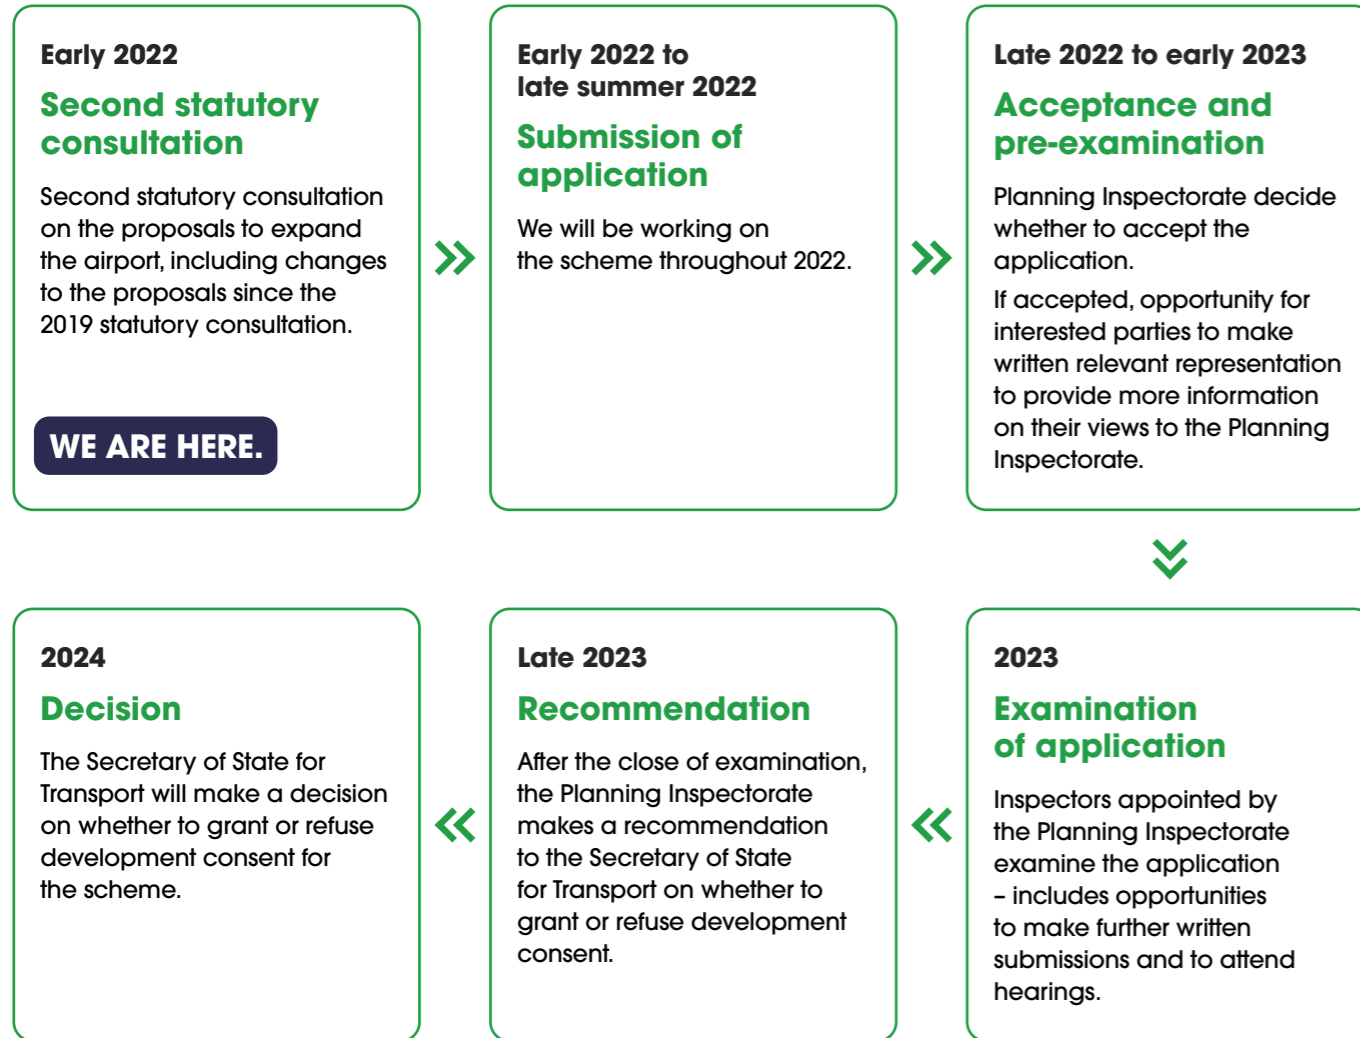 Early 2022
Second statutory
consultation
Second statutory consultation
on the proposals to expand
the airport, including changes
to the proposals since the
2019 statutory consultation.
WE ARE HERE.
Early 2022 to
late summer 2022
Submission of
application
We will be working on
the scheme throughout 2022.
Late 2022 to early 2023
Acceptance and
pre-examination
Planning Inspectorate decide
whether to accept the
application.
If accepted, opportunity for
interested parties to make
written relevant representation
to provide more information
on their views to the Planning
Inspectorate.
2023
Examination
of application
Inspectors appointed by
the Planning Inspectorate
examine the application
– includes opportunities
to make further written
submissions and to attend
hearings.
Late 2023
Recommendation
After the close of examination,
the Planning Inspectorate
makes a recommendation
to the Secretary of State
for Transport on whether to
grant or refuse development
consent.
2024
Decision
The Secretary of State for
Transport will make a decision
on whether to grant or refuse
development consent for
the scheme.